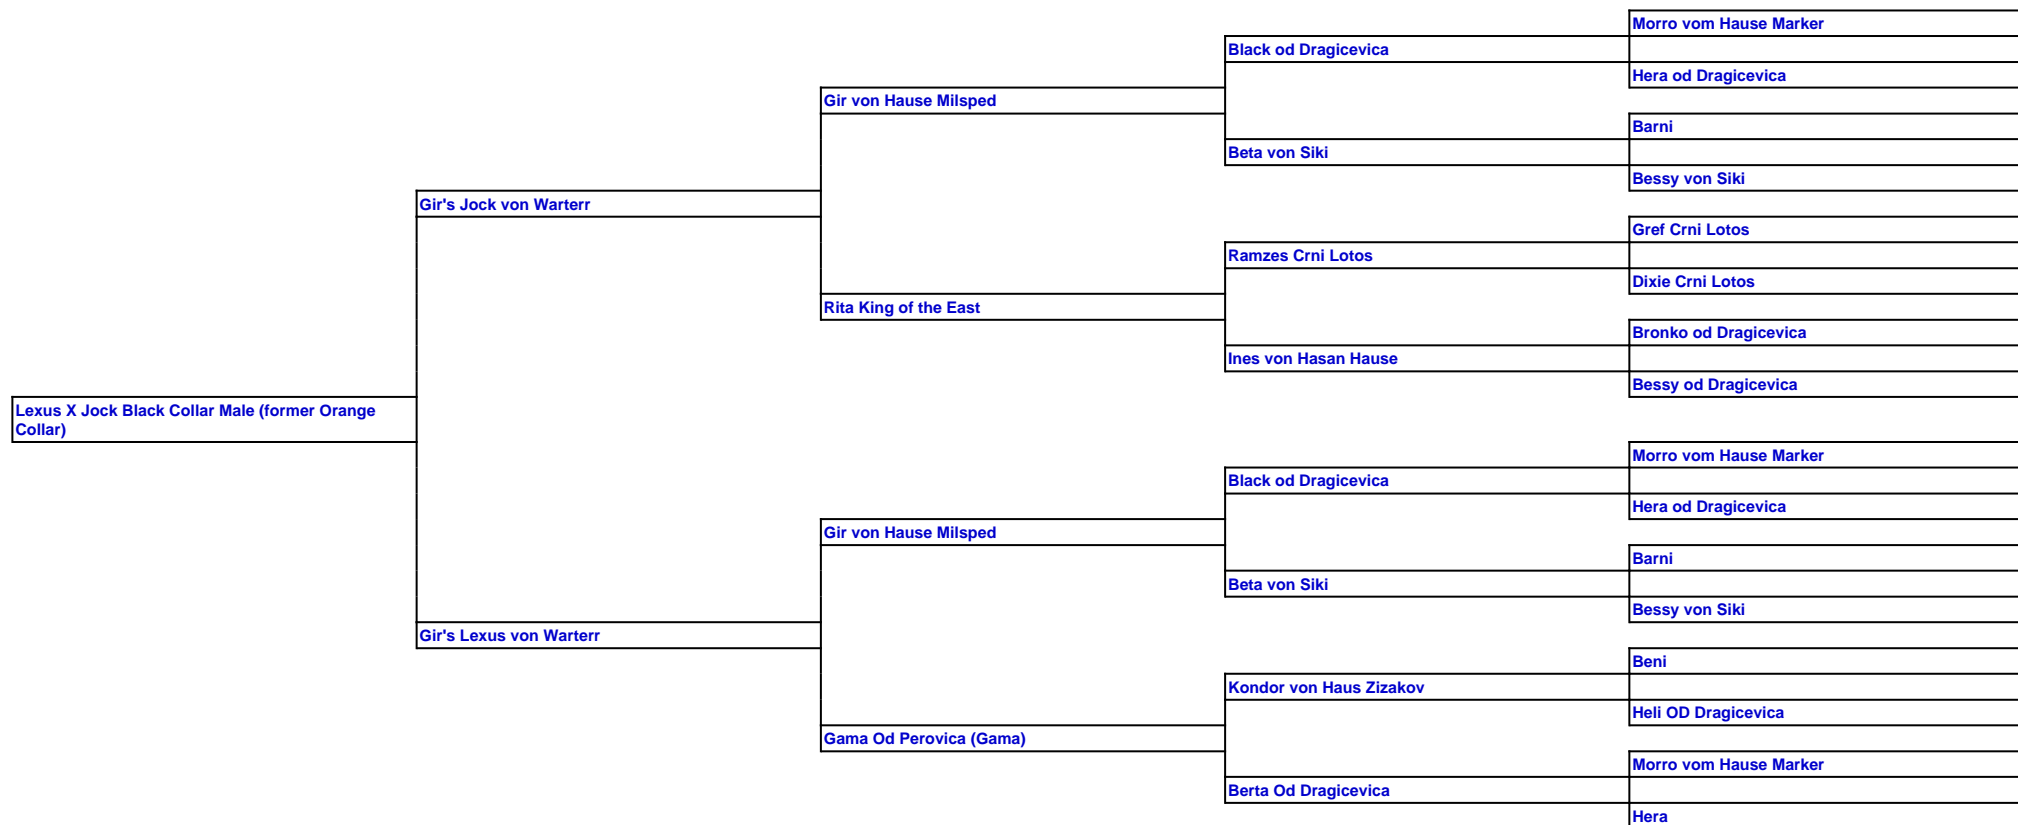 Morro vom Hause Marker
Black od Dragicevica
Hera od Dragicevica
Gir von Hause Milsped
Barni
Beta von Siki
Bessy von Siki
Gir's Jock von Warterr
Gref Crni Lotos
Ramzes Crni Lotos
Dixie Crni Lotos
Rita King of the East
Bronko od Dragicevica
Ines von Hasan Hause
Bessy od Dragicevica
Lexus X Jock Black Collar Male (former Orange
Collar)
Morro vom Hause Marker
Black od Dragicevica
Hera od Dragicevica
Gir von Hause Milsped
Barni
Beta von Siki
Bessy von Siki
Gir's Lexus von Warterr
Beni
Kondor von Haus Zizakov
Heli OD Dragicevica
Gama Od Perovica (Gama)
Morro vom Hause Marker
Berta Od Dragicevica
Hera